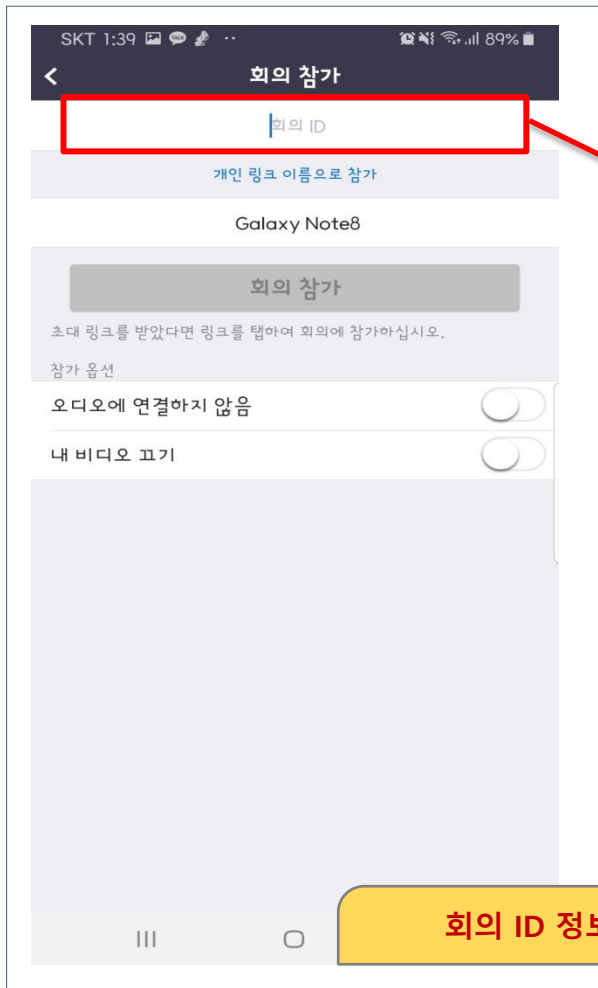 SKT 1:39 89%
회의 참가
회의 ID
개인 링크 이름으로 참가
Galaxy Note8
회의 참가
초대 링크를 받았다면 링크를 탭하여 회의에 참가하십시오.
참가 옵션
오디오에 연결하지 않음
내 비디오 끄기
회의 ID 정보